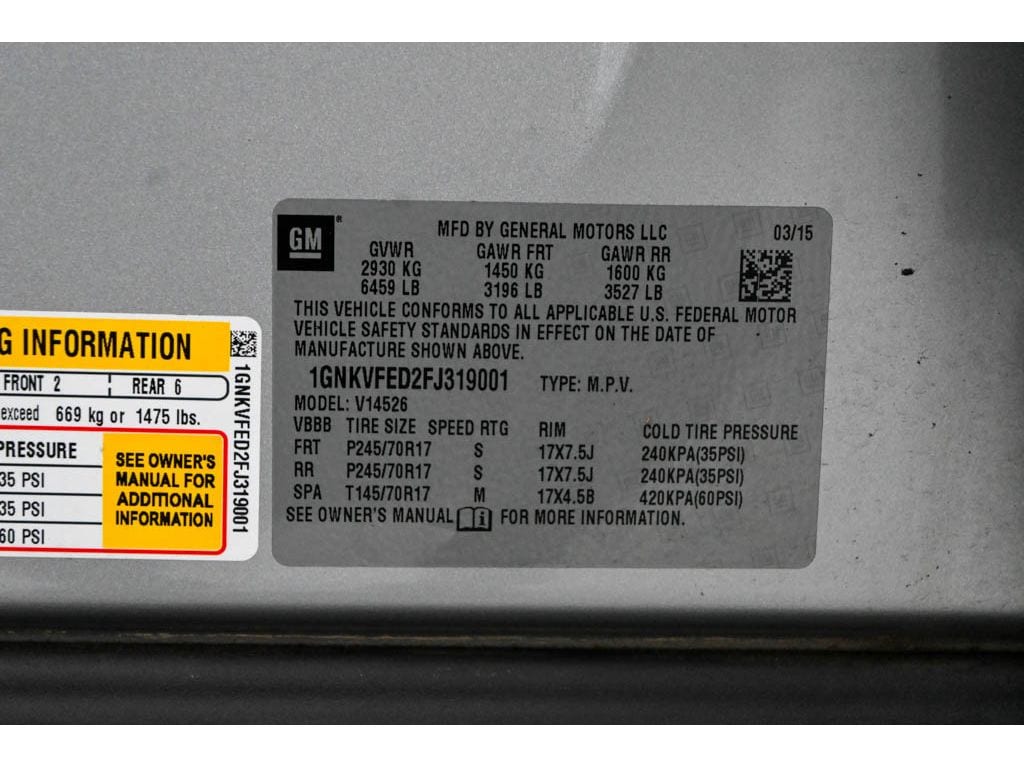 GM ®
MFD BY GENERAL MOTORS LLC 03/15
GVWR GAWR FRT GAWR RR
2930 KG 1450 KG 1600 KG
6459 LB 3196 LB 3527 LB
THIS VEHICLE CONFORMS TO ALL APPLICABLE U.S. FEDERAL MOTOR
VEHICLE SAFETY STANDARDS IN EFFECT ON THE DATE OF
MANUFACTURE SHOWN ABOVE.
1GNKVFED2FJ319001 TYPE: M.P.V.
MODEL: V14526
VBBB TIRE SIZE SPEED RTG RIM COLD TIRE PRESSURE
FRT P245/70R17 S 17X7.5J 240KPA(35PSI)
RR P245/70R17 S 17X7.5J 240KPA(35PSI)
SPA T145/70R17 M 17X4.5B 420KPA(60PSI)
SEE OWNER'S MANUAL i FOR MORE INFORMATION.
G INFORMATION
FRONT 2 REAR 6
exceed 669 kg or 1475 lbs.
PRESSURE
35 PSI
35 PSI
60 PSI
SEE OWNER'S
MANUAL FOR
ADDITIONAL
INFORMATION
1GNKVFED2FJ319001